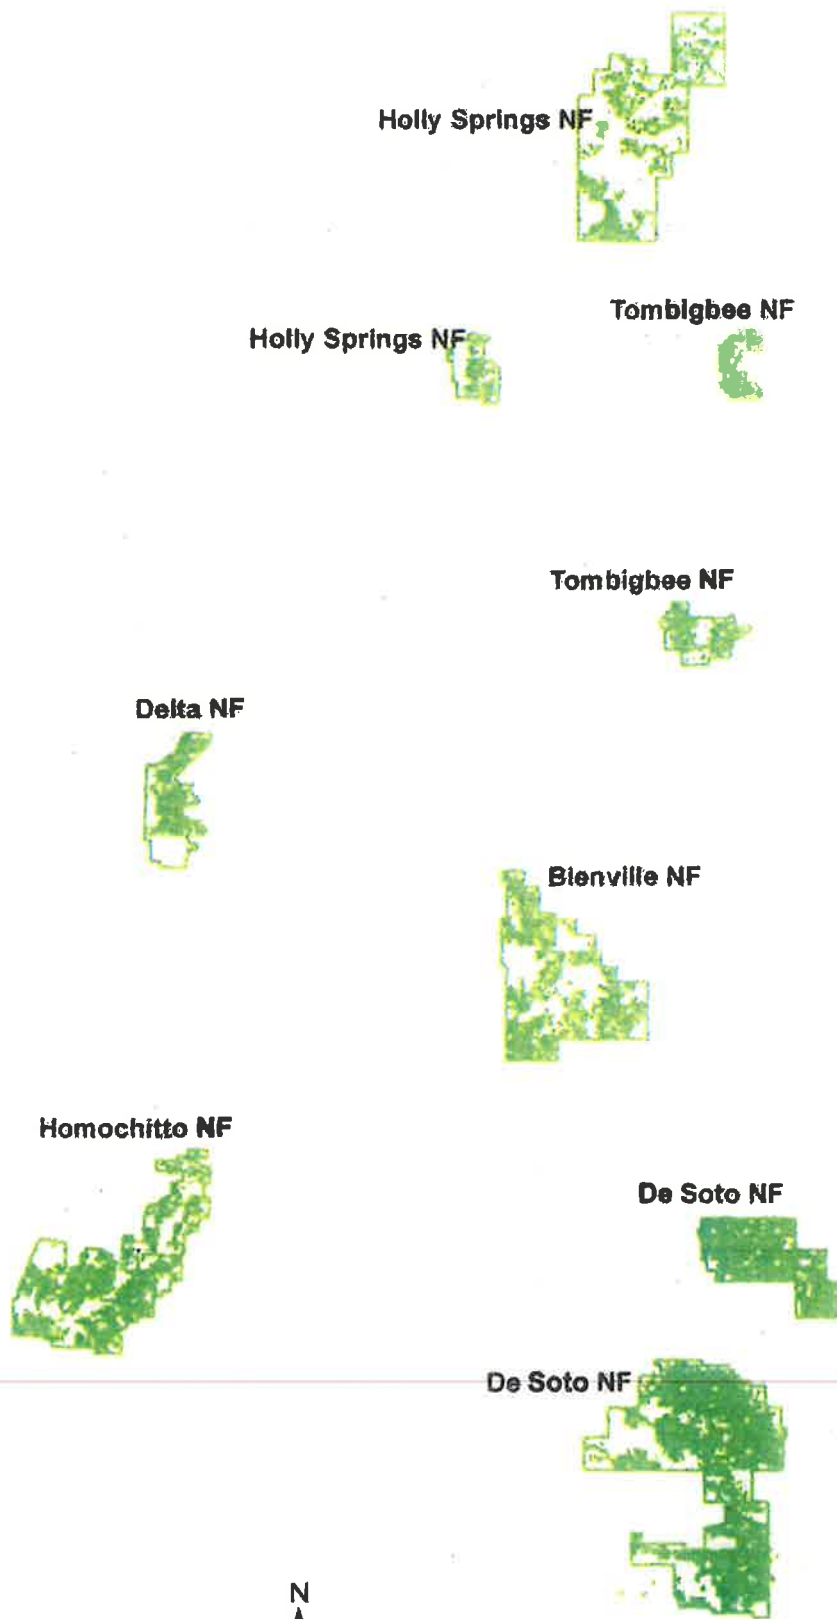 Holly Springs NF
Tombigbee NF
Holly Springs NF
Tombigbee NF
Delta NF
Bienville NF
Homochitto NF
De Soto NF
De Soto NF
N